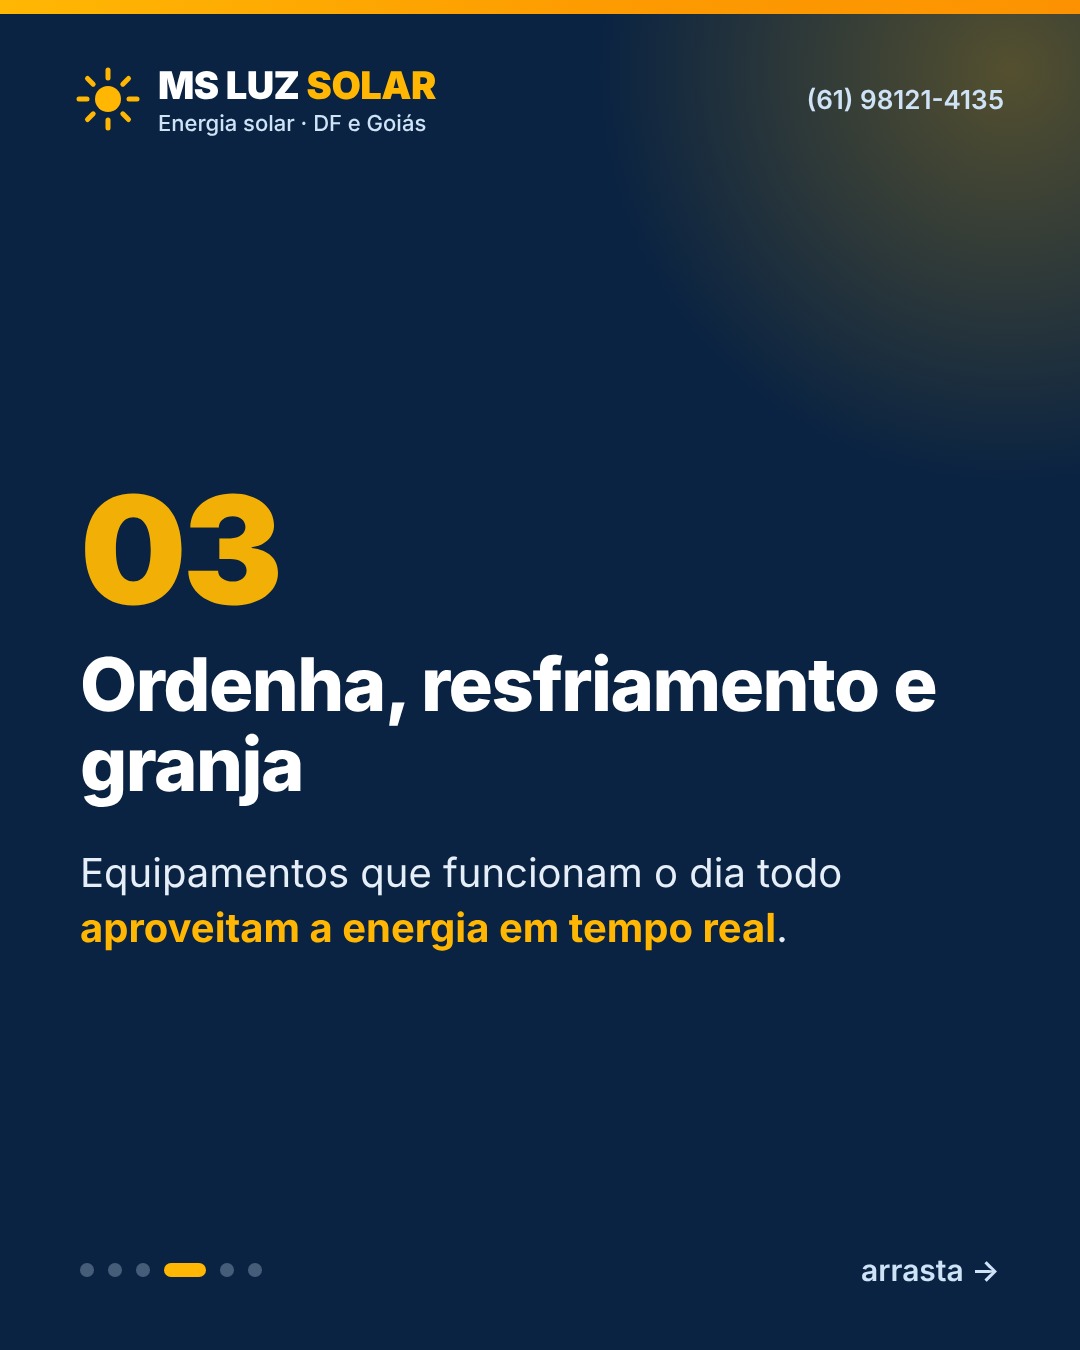 MS LUZ SOLAR
Energia solar · DF e Goiás
(61) 98121-4135
03
Ordenha, resfriamento e
granja
Equipamentos que funcionam o dia todo
aproveitam a energia em tempo real.
arrasta →